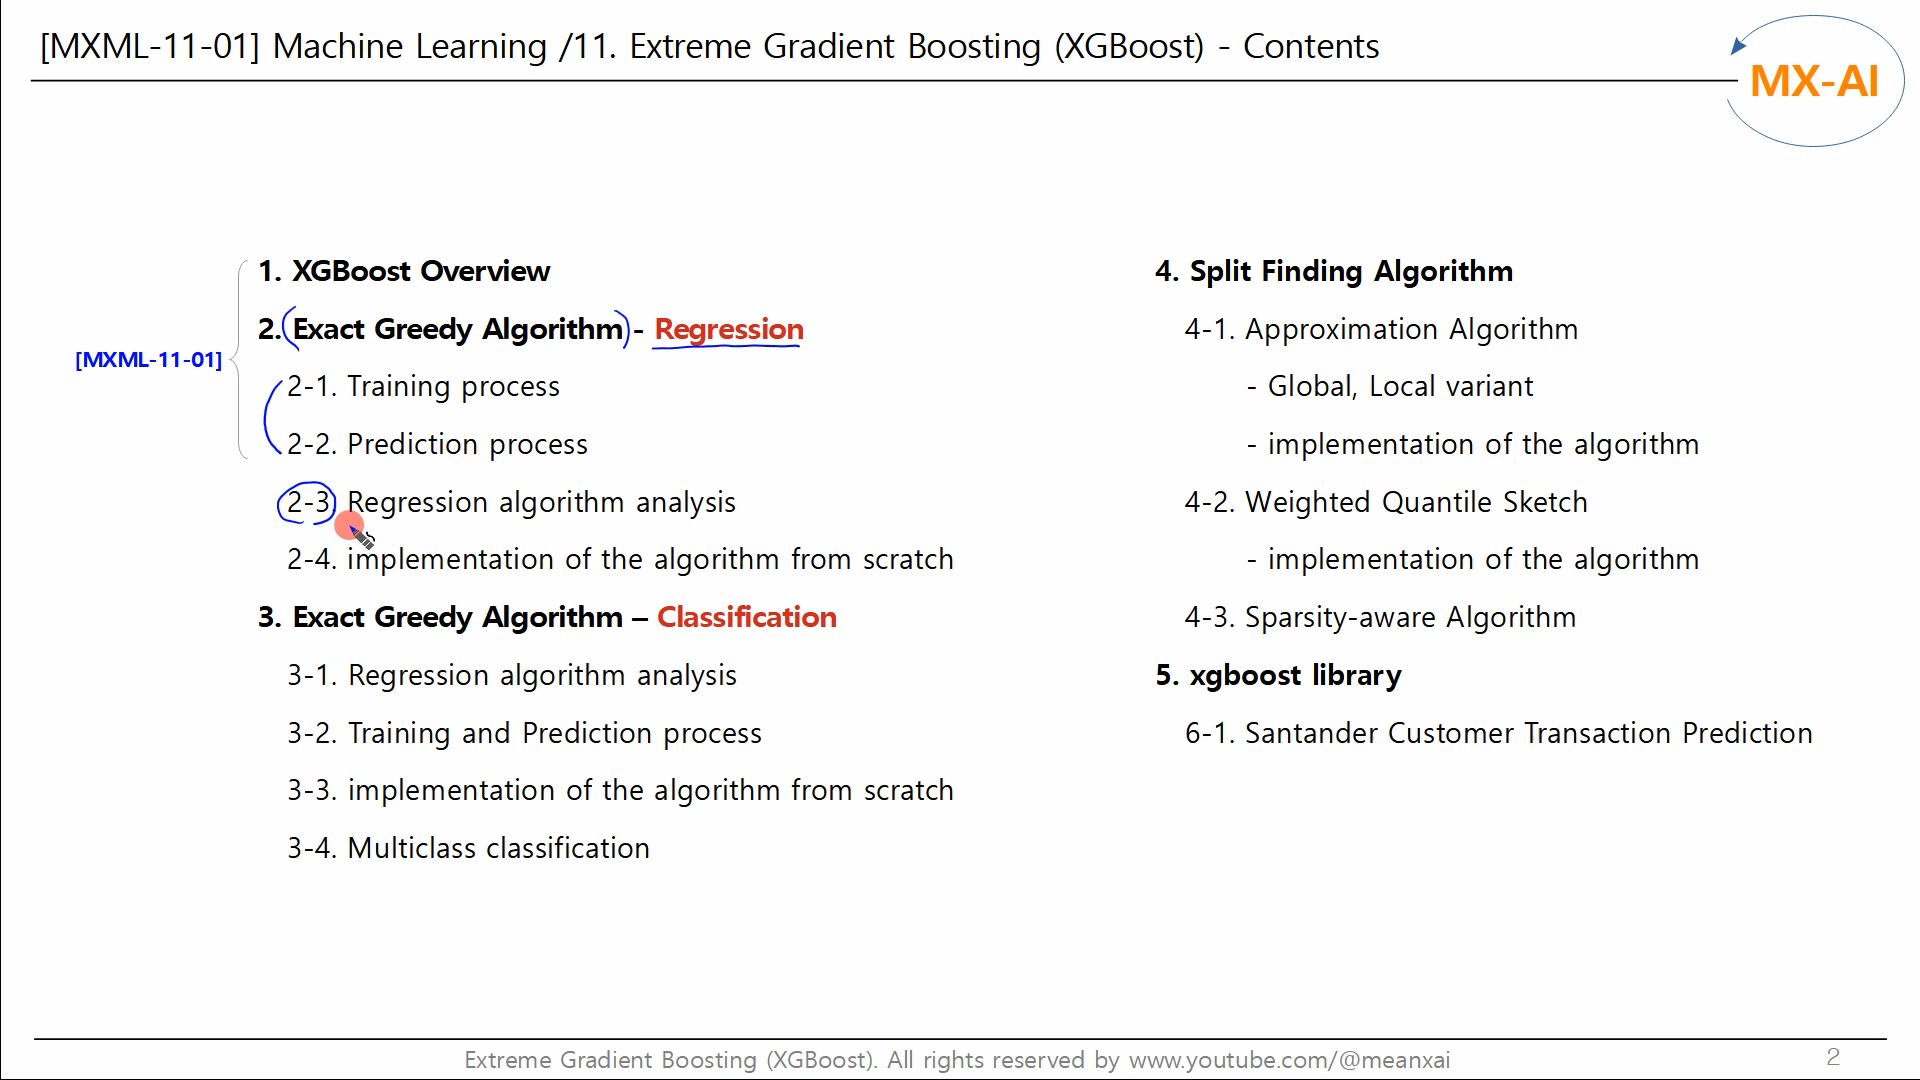 [MXML-11-01] Machine Learning /11. Extreme Gradient Boosting (XGBoost) - Contents
MX-AI
[MXML-11-01]
1. XGBoost Overview
2. Exact Greedy Algorithm - Regression
2-1. Training process
2-2. Prediction process
2-3. Regression algorithm analysis
2-4. implementation of the algorithm from scratch
3. Exact Greedy Algorithm – Classification
3-1. Regression algorithm analysis
3-2. Training and Prediction process
3-3. implementation of the algorithm from scratch
3-4. Multiclass classification
4. Split Finding Algorithm
4-1. Approximation Algorithm
- Global, Local variant
- implementation of the algorithm
4-2. Weighted Quantile Sketch
- implementation of the algorithm
4-3. Sparsity-aware Algorithm
5. xgboost library
6-1. Santander Customer Transaction Prediction
Extreme Gradient Boosting (XGBoost). All rights reserved by www.youtube.com/@meanxai
2